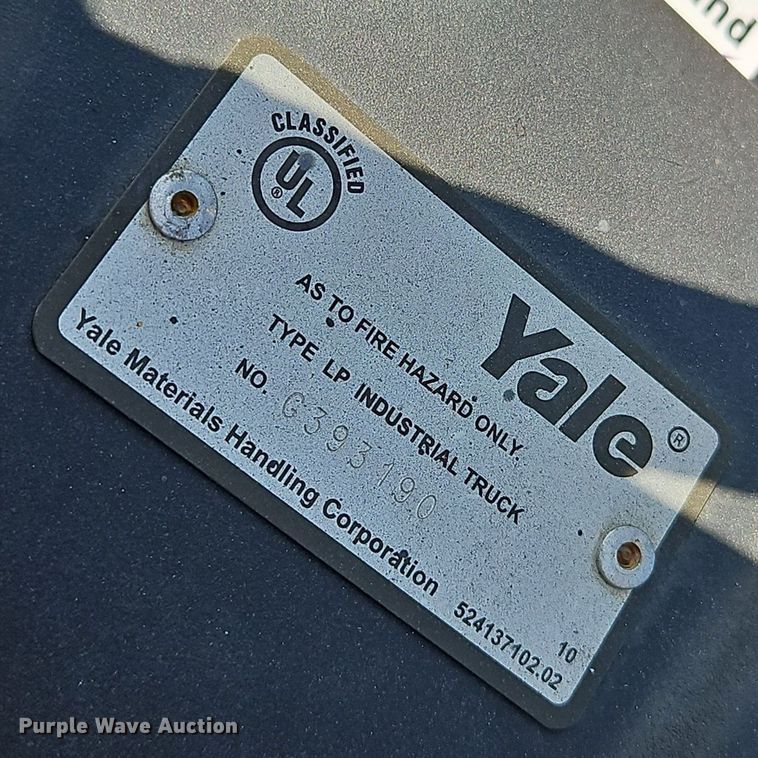 CLASSIFIED
UL ®
Yale ®
AS TO FIRE HAZARD ONLY.
TYPE LP INDUSTRIAL TRUCK
NO. G393190
Yale Materials Handling Corporation
10
524137102.02
Purple Wave Auction